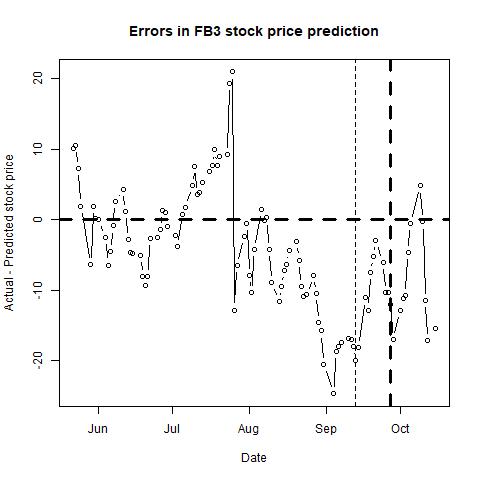 Errors in FB3 stock price prediction
Actual - Predicted stock price
20
10
0
-10
-20
Jun Jul Aug Sep Oct
Date